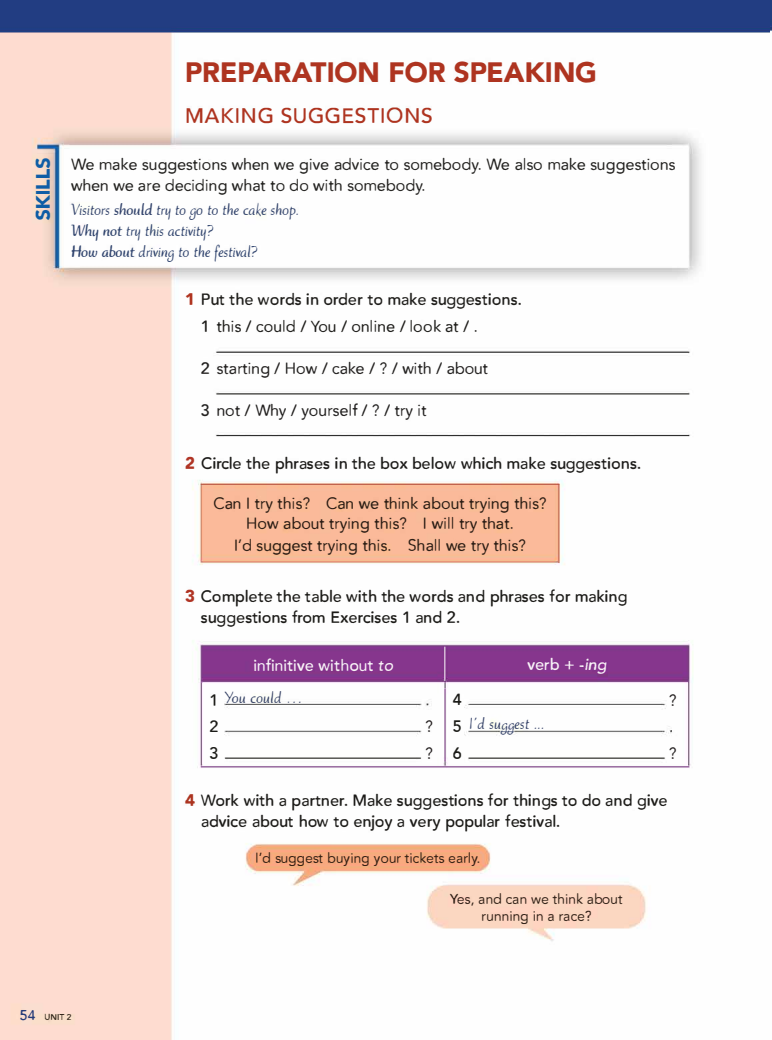 PREPARATION FOR SPEAKING
MAKING SUGGESTIONS
SKILLS
We make suggestions when we give advice to somebody. We also make suggestions
when we are deciding what to do with somebody.
Visitors should try to go to the cake shop.
Why not try this activity?
How about driving to the festival?
1 Put the words in order to make suggestions.
1 this / could / You / online / look at / .
2 starting / How / cake / ? / with / about
3 not / Why / yourself / ? / try it
2 Circle the phrases in the box below which make suggestions.
Can I try this? Can we think about trying this?
How about trying this? I will try that.
I'd suggest trying this. Shall we try this?
3 Complete the table with the words and phrases for making
suggestions from Exercises 1 and 2.
infinitive without to verb + -ing
1 You could ... . 4 ?
2 ? 5 I'd suggest ... .
3 ? 6 ?
4 Work with a partner. Make suggestions for things to do and give
advice about how to enjoy a very popular festival.
I'd suggest buying your tickets early.
Yes, and can we think about
running in a race?
54 UNIT 2